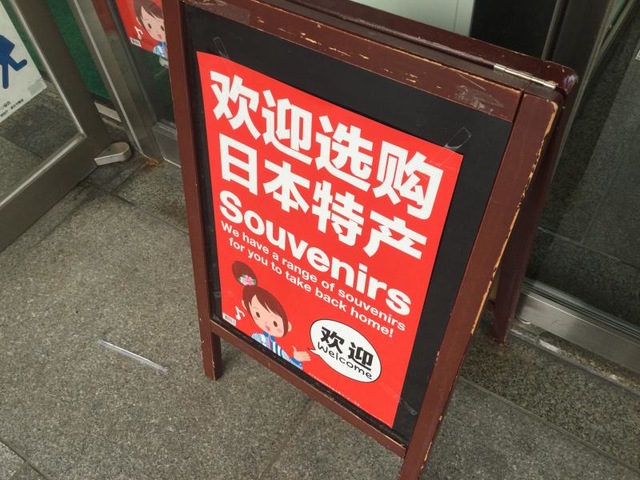 欢迎选购
日本特产
Souvenirs
We have a range of souvenirs
for you to take back home!
欢迎
Welcome